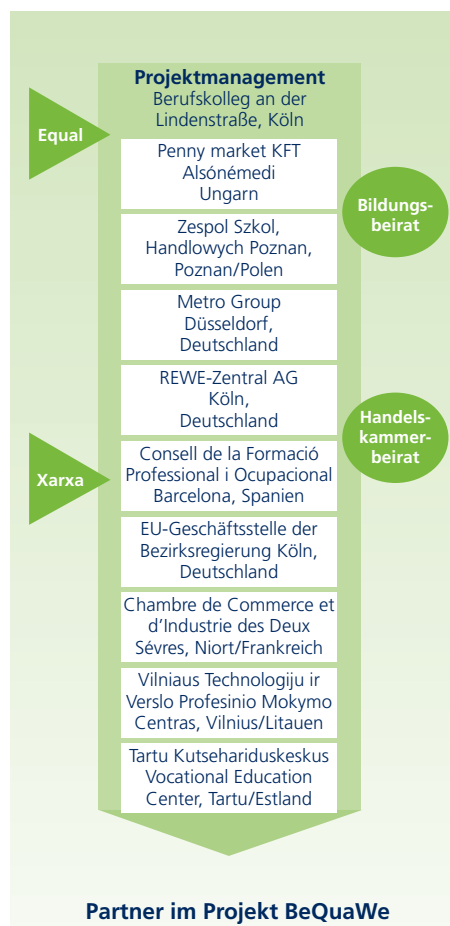 Projektmanagement
Berufskolleg an der
Lindenstraße, Köln
Equal
Penny market KFT
Alsónémedi
Ungarn
Bildungs-
beirat
Zespol Szkol,
Handlowych Poznan,
Poznan/Polen
Metro Group
Düsseldorf,
Deutschland
REWE-Zentral AG
Köln,
Deutschland
Handels-
kammer-
beirat
Xarxa
Consell de la Formació
Professional i Ocupacional
Barcelona, Spanien
EU-Geschäftsstelle der
Bezirksregierung Köln,
Deutschland
Chambre de Commerce et
d’Industrie des Deux
Sévres, Niort/Frankreich
Vilniaus Technologiju ir
Verslo Profesinio Mokymo
Centras, Vilnius/Litauen
Tartu Kutsehariduskeskus
Vocational Education
Center, Tartu/Estland
Partner im Projekt BeQuaWe